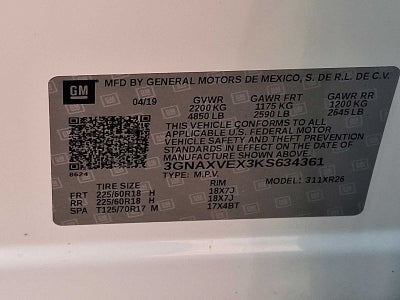 GM
MFD BY GENERAL MOTORS DE MEXICO, S. DE R.L. DE C.V.
04/19 GVWR GAWR FRT GAWR RR
2200 KG 1175 KG 1200 KG
4850 LB 2590 LB 2645 LB
THIS VEHICLE CONFORMS TO ALL
APPLICABLE U.S. FEDERAL MOTOR
VEHICLE SAFETY AND THEFT PREVENTION
STANDARDS IN EFFECT ON THE DATE
OF MANUFACTURE SHOWN ABOVE.
8624 3GNAXVEX3KS634361
TYPE: M.P.V. MODEL: 311XR26
TIRE SIZE RIM
FRT 225/60R18 H 18X7J
RR 225/60R18 H 18X7J
SPA T125/70R17 M 17X4BT